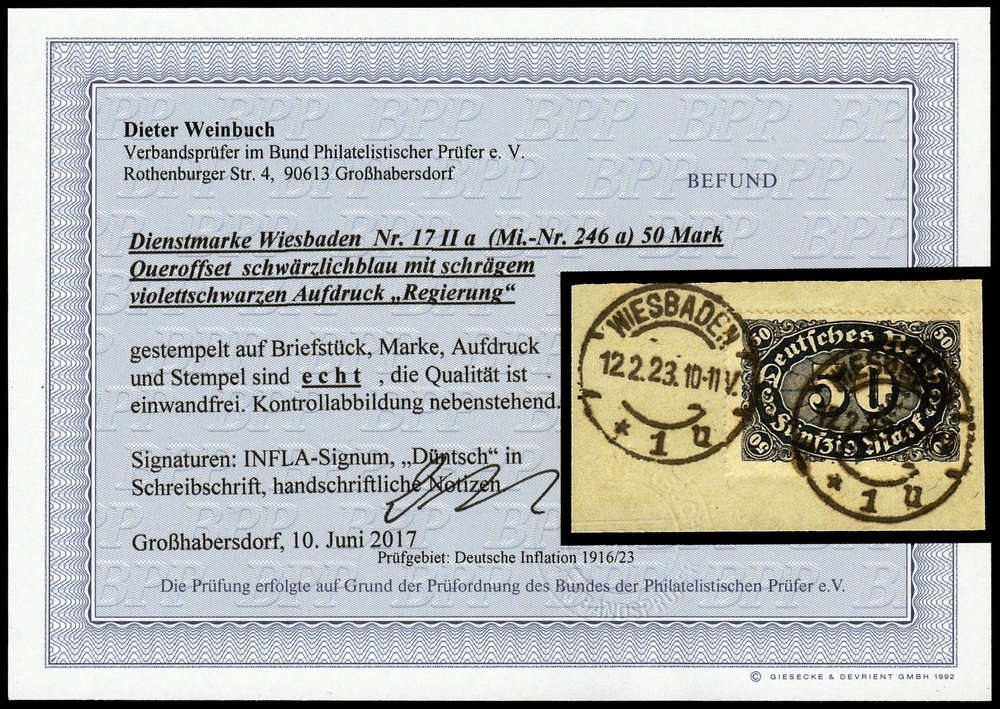 Dieter Weinbuch
Verbandsprüfer im Bund Philatelistischer Prüfer e. V.
Rothenburger Str. 4, 90613 Großhabersdorf
BEFUND
Dienstmarke Wiesbaden Nr. 17 II a (Mi.-Nr. 246 a) 50 Mark
Queroffset schwärzlichblau mit schrägem
violettschwarzen Aufdruck „Regierung“
gestempelt auf Briefstück, Marke, Aufdruck
und Stempel sind echt , die Qualität ist
einwandfrei. Kontrollabbildung nebenstehend.
Signaturen: INFLA-Signum, „Düntsch“ in
Schreibschrift, handschriftliche Notizen
Großhabersdorf, 10. Juni 2017
Prüfgebiet: Deutsche Inflation 1916/23
Die Prüfung erfolgte auf Grund der Prüfordnung des Bundes der Philatelistischen Prüfer e.V.
WIESBADEN
12.2.23.10-11 V.
* 1 u
50 50
Deutsches Reich
50
Fünfzig Mark
50
* 1 u
© GIESECKE & DEVRIENT GMBH 1992